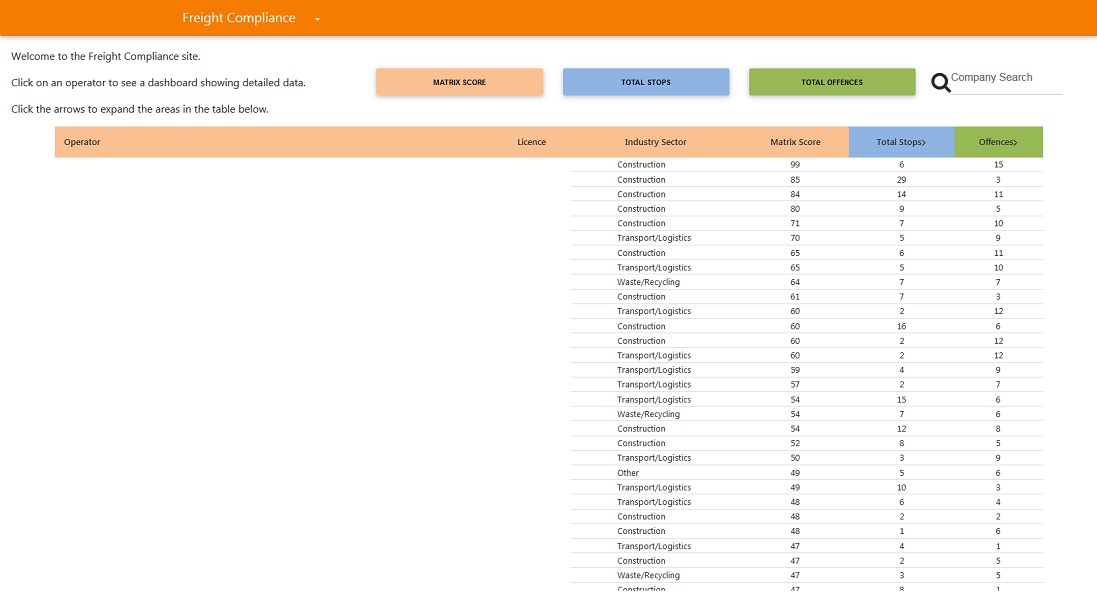 Freight Compliance
Welcome to the Freight Compliance site.
Click on an operator to see a dashboard showing detailed data.
Click the arrows to expand the areas in the table below.
MATRIX SCORE TOTAL STOPS TOTAL OFFENCES Company Search
Operator Licence Industry Sector Matrix Score Total Stops> Offences>
Construction 99 6 15
Construction 85 29 3
Construction 84 14 11
Construction 80 9 5
Construction 71 7 10
Transport/Logistics 70 5 9
Construction 65 6 11
Transport/Logistics 65 5 10
Waste/Recycling 64 7 7
Construction 61 7 3
Transport/Logistics 60 2 12
Construction 60 16 6
Construction 60 2 12
Transport/Logistics 60 2 12
Transport/Logistics 59 4 9
Transport/Logistics 57 2 7
Transport/Logistics 54 15 6
Waste/Recycling 54 7 6
Construction 54 12 8
Construction 52 8 5
Transport/Logistics 50 3 9
Other 49 5 6
Transport/Logistics 49 10 3
Transport/Logistics 48 6 4
Construction 48 2 2
Construction 48 1 6
Transport/Logistics 47 4 1
Construction 47 2 5
Waste/Recycling 47 3 5
Construction 47 8 1